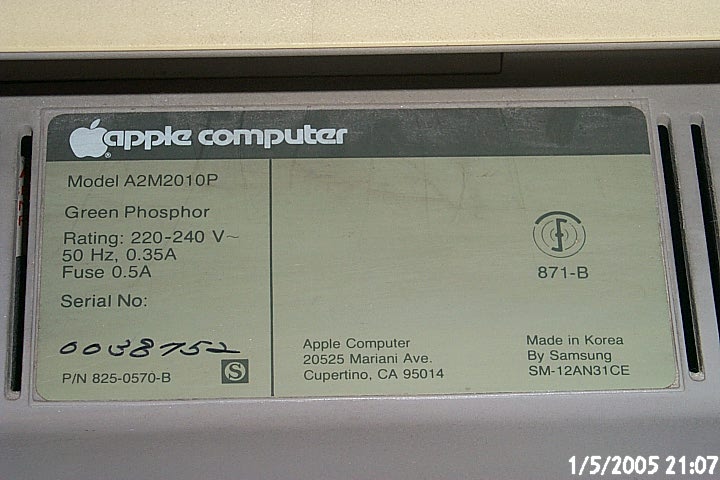 apple computer
Model A2M2010P
Green Phosphor
Rating: 220-240 V~
50 Hz, 0.35A
Fuse 0.5A
Serial No:
0038752
P/N 825-0570-B
S
871-B
Apple Computer
20525 Mariani Ave.
Cupertino, CA 95014
Made in Korea
By Samsung
SM-12AN31CE
1/5/2005 21:07